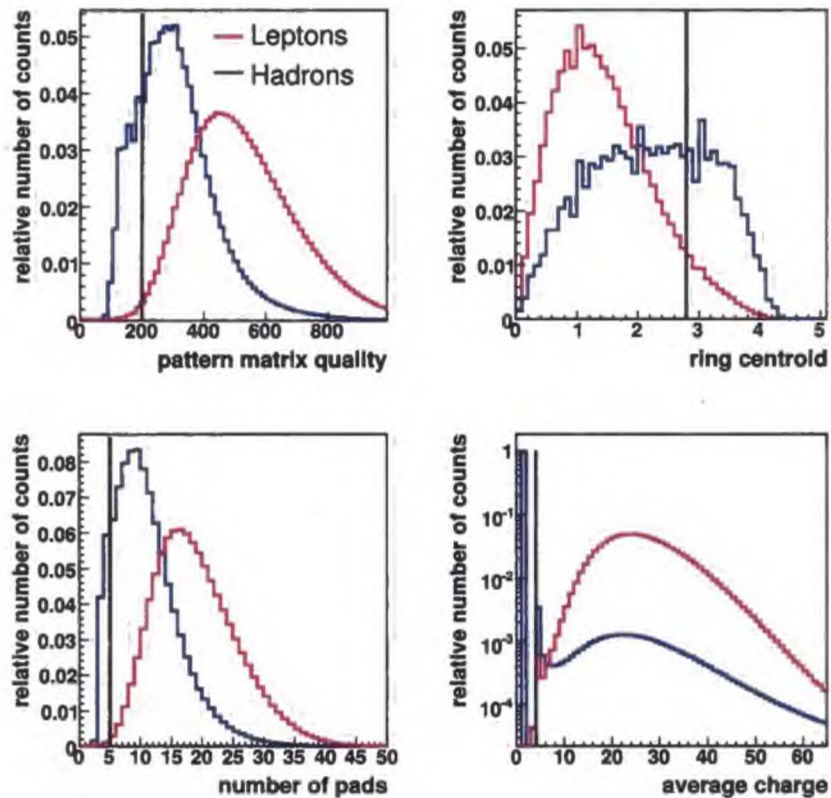 relative number of counts
0.05
0.04
0.03
0.02
0.01
0
Leptons
Hadrons
0 200 400 600 800
pattern matrix quality
relative number of counts
0.05
0.04
0.03
0.02
0.01
0
0 1 2 3 4 5
ring centroid
relative number of counts
0.08
0.07
0.06
0.05
0.04
0.03
0.02
0.01
0
0 5 10 15 20 25 30 35 40 45 50
number of pads
relative number of counts
1
10-1
10-2
10-3
10-4
0 10 20 30 40 50 60
average charge